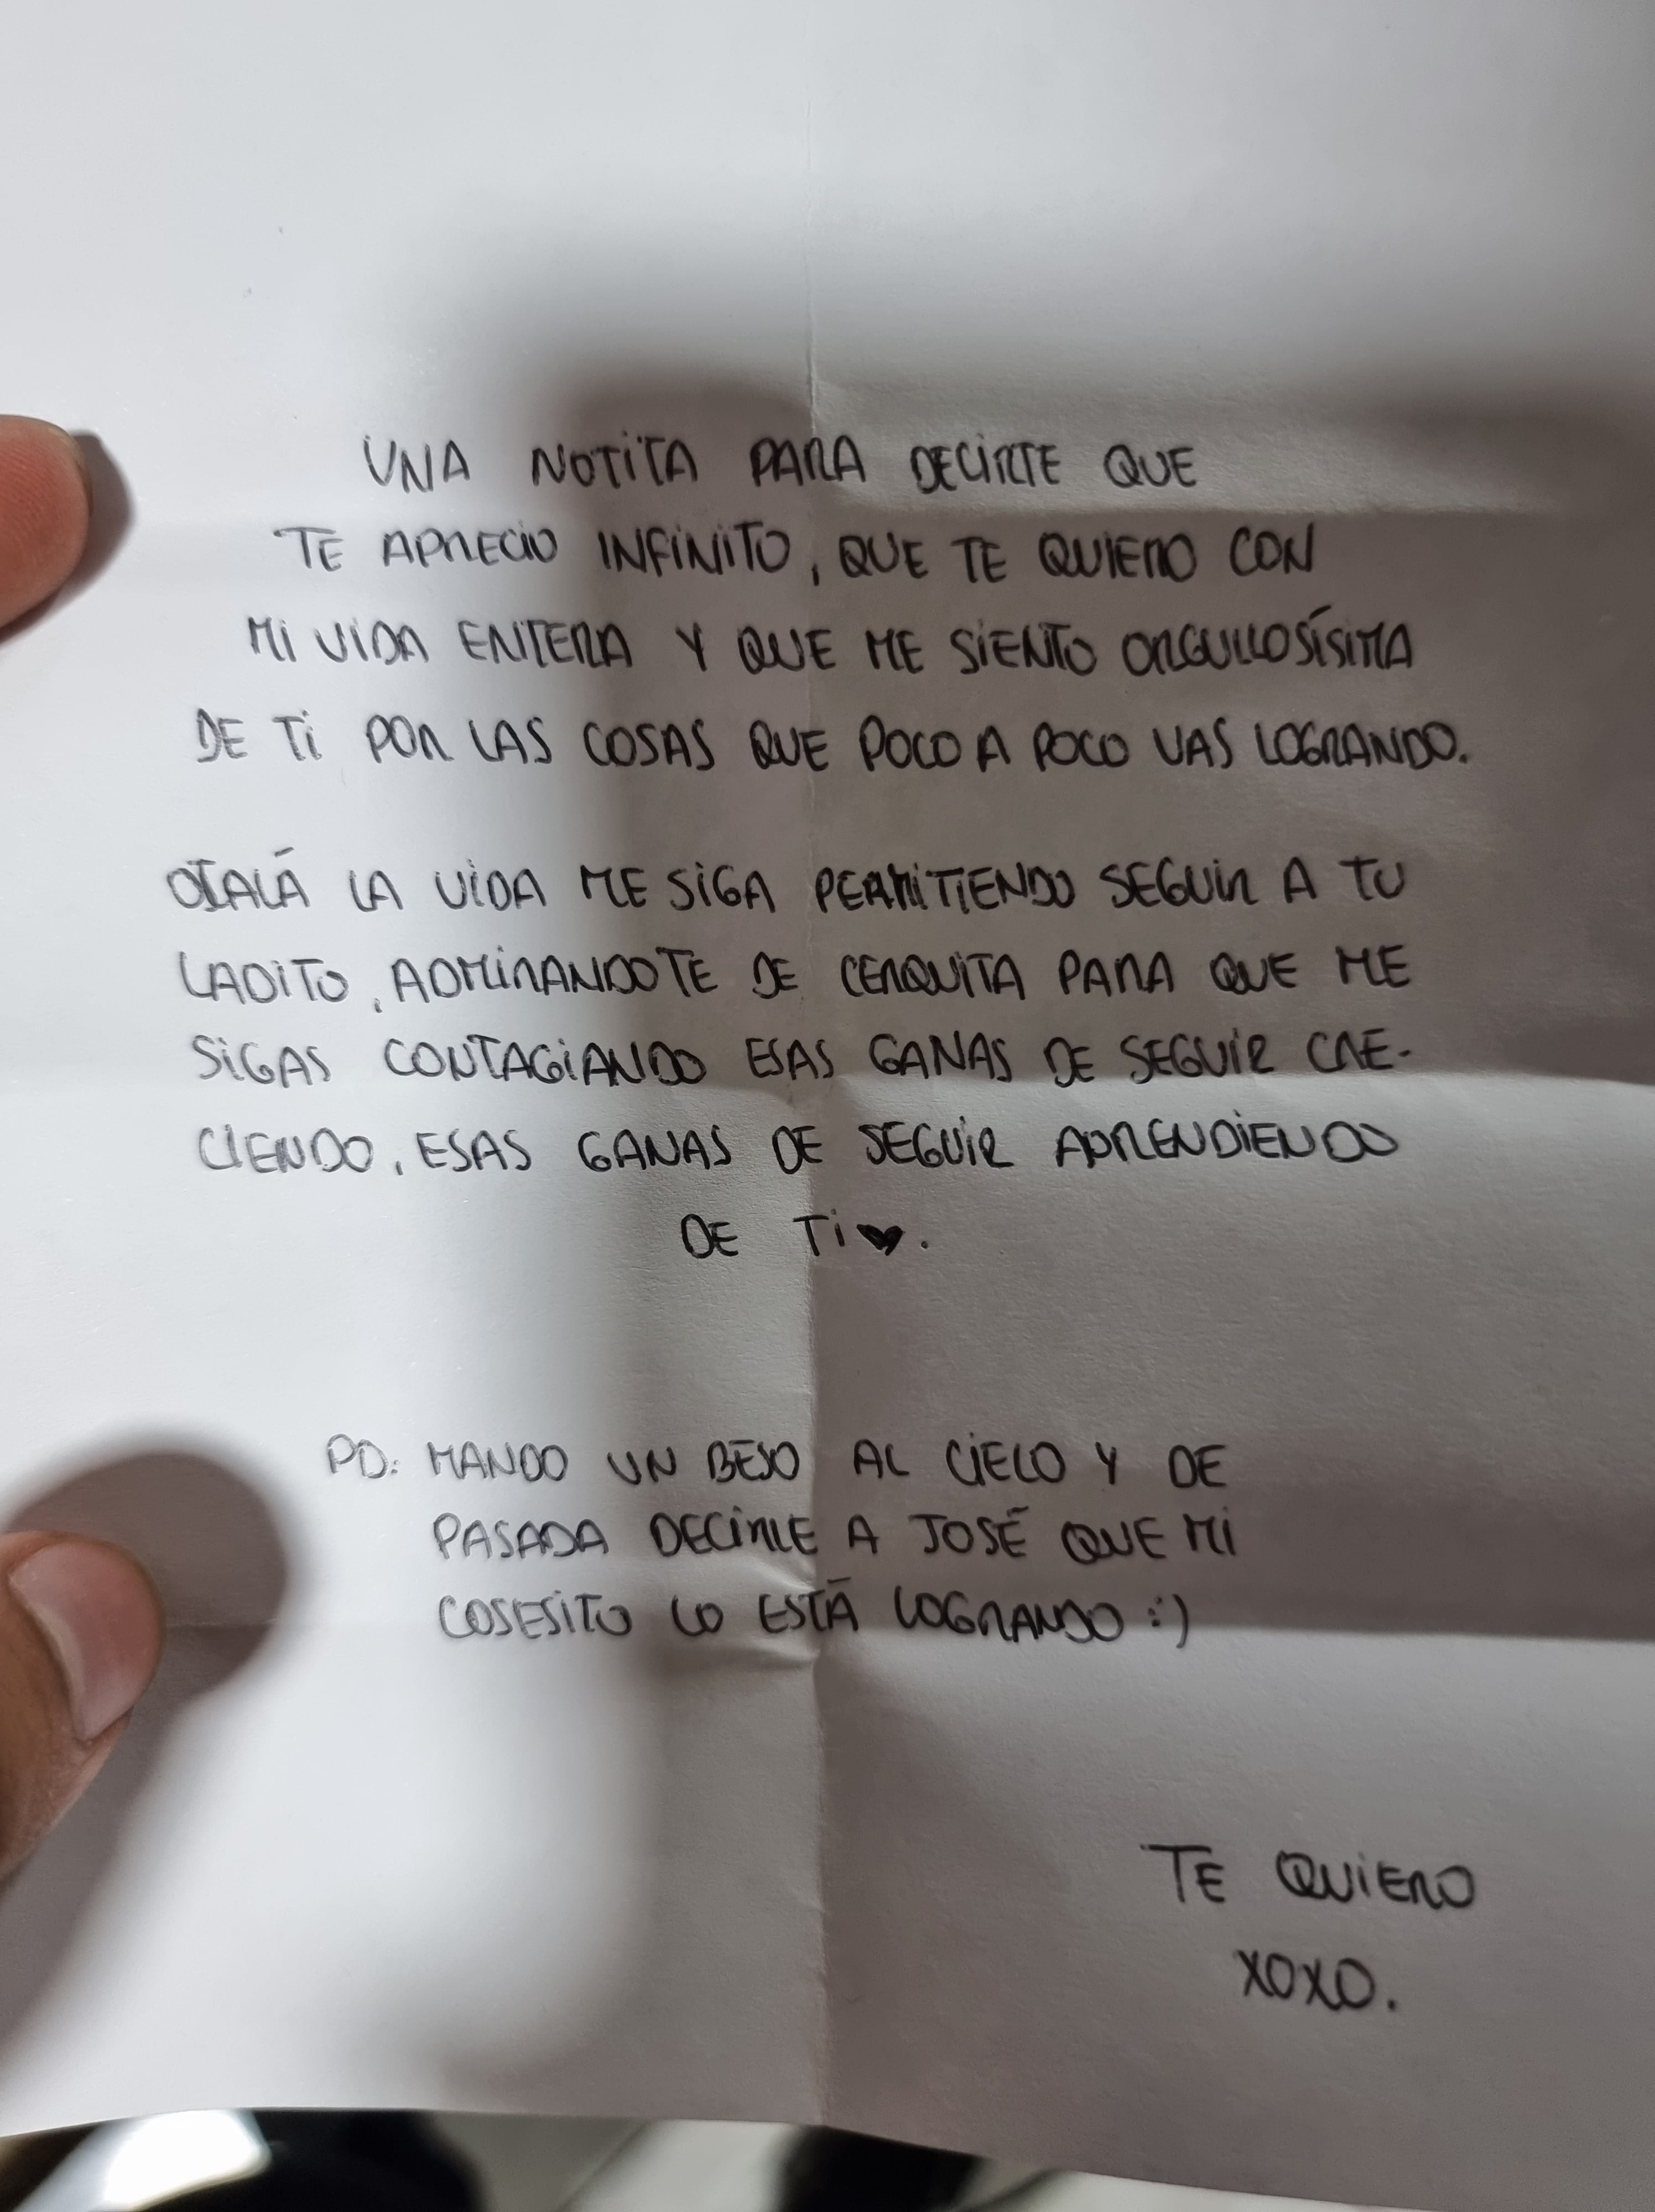 UNA NOTITA PARA DECIRTE QUE
TE APRECIO INFINITO, QUE TE QUIERO CON
MI VIDA ENTERA Y QUE ME SIENTO ORGULLOSÍSIMA
DE TI POR LAS COSAS QUE POCO A POCO VAS LOGRANDO.
OJALÁ LA VIDA ME SIGA PERMITIENDO SEGUIR A TU
LADITO, ADMIRANDOTE DE CERQUITA PARA QUE ME
SIGAS CONTAGIANDO ESAS GANAS DE SEGUIR CRE-
CIENDO, ESAS GANAS DE SEGUIR APRENDIENDO
DE TI ♥.
PD: MANDO UN BESO AL CIELO Y DE
PASADA DECIRLE A JOSÉ QUE MI
COSESITO LO ESTÁ LOGRANDO :')
TE QUIERO
XOXO.